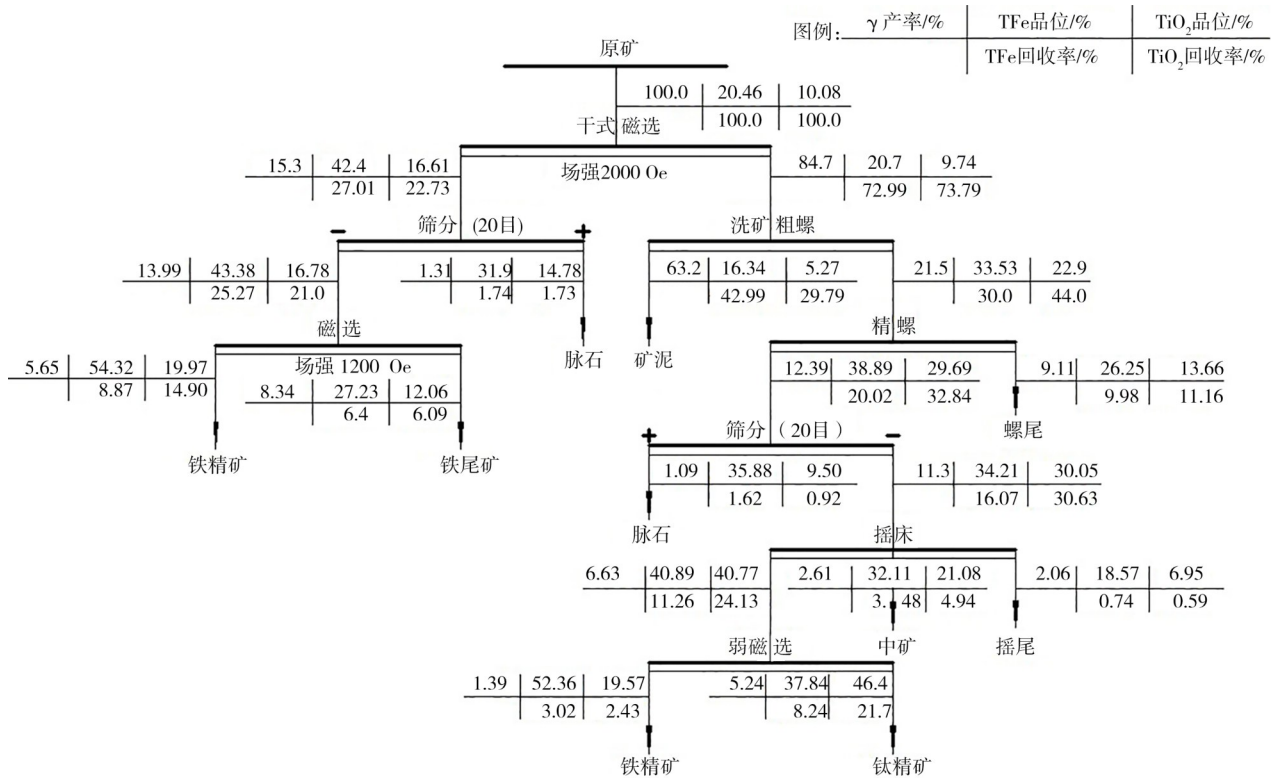 图例: γ产率/% TFe品位/% TiO₂品位/%
TFe回收率/% TiO₂回收率/%
原矿
100.0 20.46 10.08
100.0 100.0
干式磁选
场强2000 Oe
15.3 42.4 16.61
27.01 22.73
84.7 20.7 9.74
72.99 73.79
− 筛分 (20目) +
洗矿粗螺
13.99 43.38 16.78
25.27 21.0
1.31 31.9 14.78
1.74 1.73
63.2 16.34 5.27
42.99 29.79
21.5 33.53 22.9
30.0 44.0
磁选
脉石
矿泥
精螺
场强 1200 Oe
5.65 54.32 19.97
8.87 14.90
8.34 27.23 12.06
6.4 6.09
12.39 38.89 29.69
20.02 32.84
9.11 26.25 13.66
9.98 11.16
铁精矿
铁尾矿
+ 筛分（20目） −
螺尾
1.09 35.88 9.50
1.62 0.92
11.3 34.21 30.05
16.07 30.63
脉石
摇床
6.63 40.89 40.77
11.26 24.13
2.61 32.11 21.08
3.48 4.94
2.06 18.57 6.95
0.74 0.59
弱磁选
中矿
摇尾
1.39 52.36 19.57
3.02 2.43
5.24 37.84 46.4
8.24 21.7
铁精矿
钛精矿